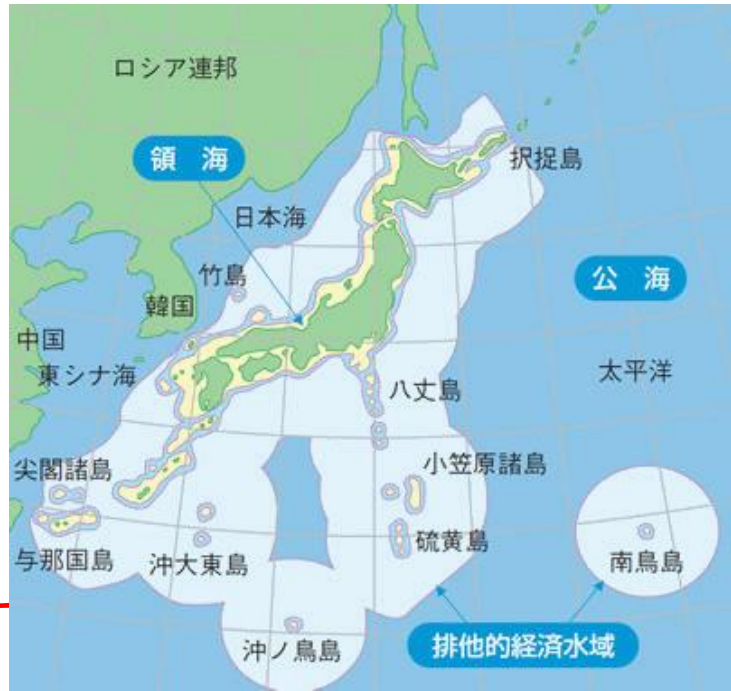 ロシア連邦
領海
択捉島
日本海
竹島
公海
韓国
中国
東シナ海
太平洋
八丈島
尖閣諸島
小笠原諸島
硫黄島
与那国島
沖大東島
南鳥島
沖ノ鳥島
排他的経済水域